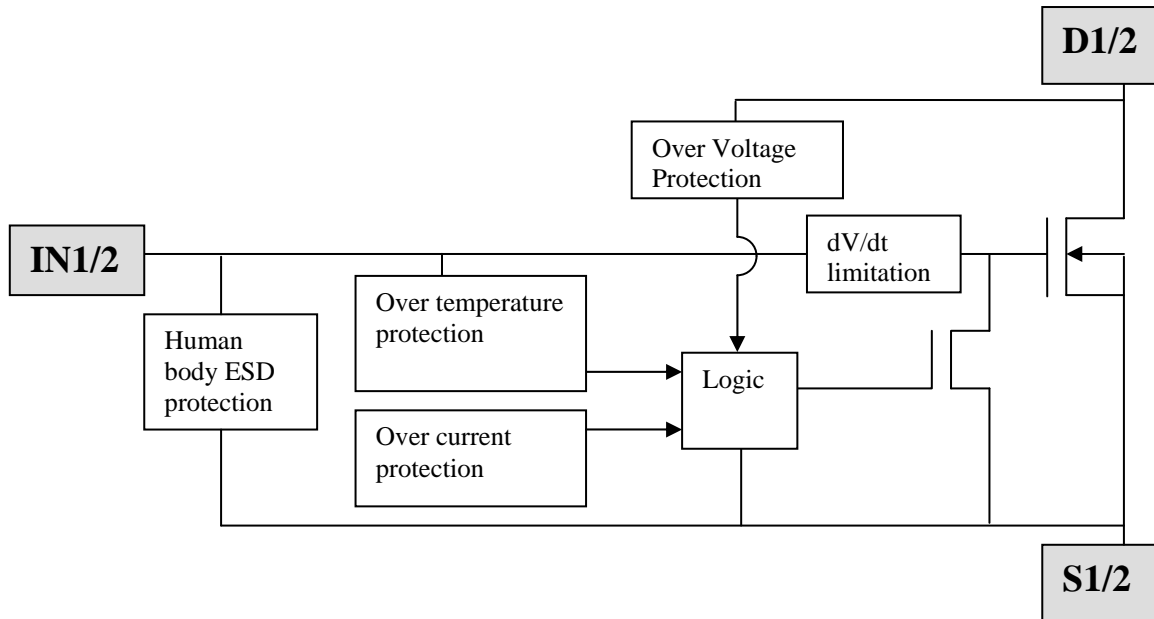 D1/2
Over Voltage
Protection
IN1/2
dV/dt
limitation
Over temperature
protection
Human
body ESD
protection
Logic
Over current
protection
S1/2